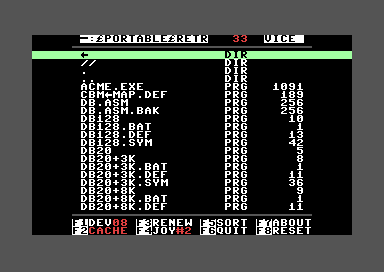 ←:£PORTABLE£RETR 33 VICE
← DIR
// DIR
. DIR
.. DIR
ACME.EXE PRG 1091
CBM←MAP.DEF PRG 189
DB.ASM PRG 256
DB.ASM.BAK PRG 256
DB128 PRG 10
DB128.BAT PRG 1
DB128.DEF PRG 13
DB128.SYM PRG 42
DB20 PRG 5
DB20+3K PRG 8
DB20+3K.BAT PRG 1
DB20+3K.DEF PRG 11
DB20+3K.SYM PRG 36
DB20+8K PRG 9
DB20+8K.BAT PRG 1
DB20+8K.DEF PRG 11
F1DEV08 F3RENEW F5SORT F7ABOUT
F2CACHE F4JOY#2 F6QUIT F8RESET